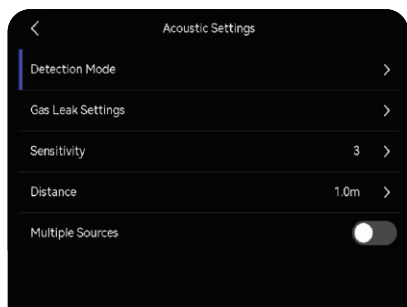 Acoustic Settings
Detection Mode
Gas Leak Settings
Sensitivity 3
Distance 1.0m
Multiple Sources